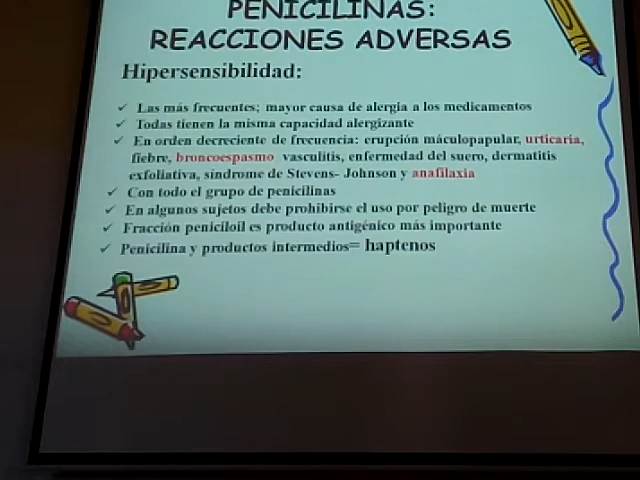 PENICILINAS:
REACCIONES ADVERSAS
Hipersensibilidad:
✓ Las más frecuentes; mayor causa de alergia a los medicamentos
✓ Todas tienen la misma capacidad alergizante
✓ En orden decreciente de frecuencia: erupción máculopapular, urticaria,
fiebre, broncoespasmo vasculitis, enfermedad del suero, dermatitis
exfoliativa, síndrome de Stevens- Johnson y anafilaxia
✓ Con todo el grupo de penicilinas
✓ En algunos sujetos debe prohibirse el uso por peligro de muerte
✓ Fracción peniciloil es producto antigénico más importante
✓ Penicilina y productos intermedios= haptenos